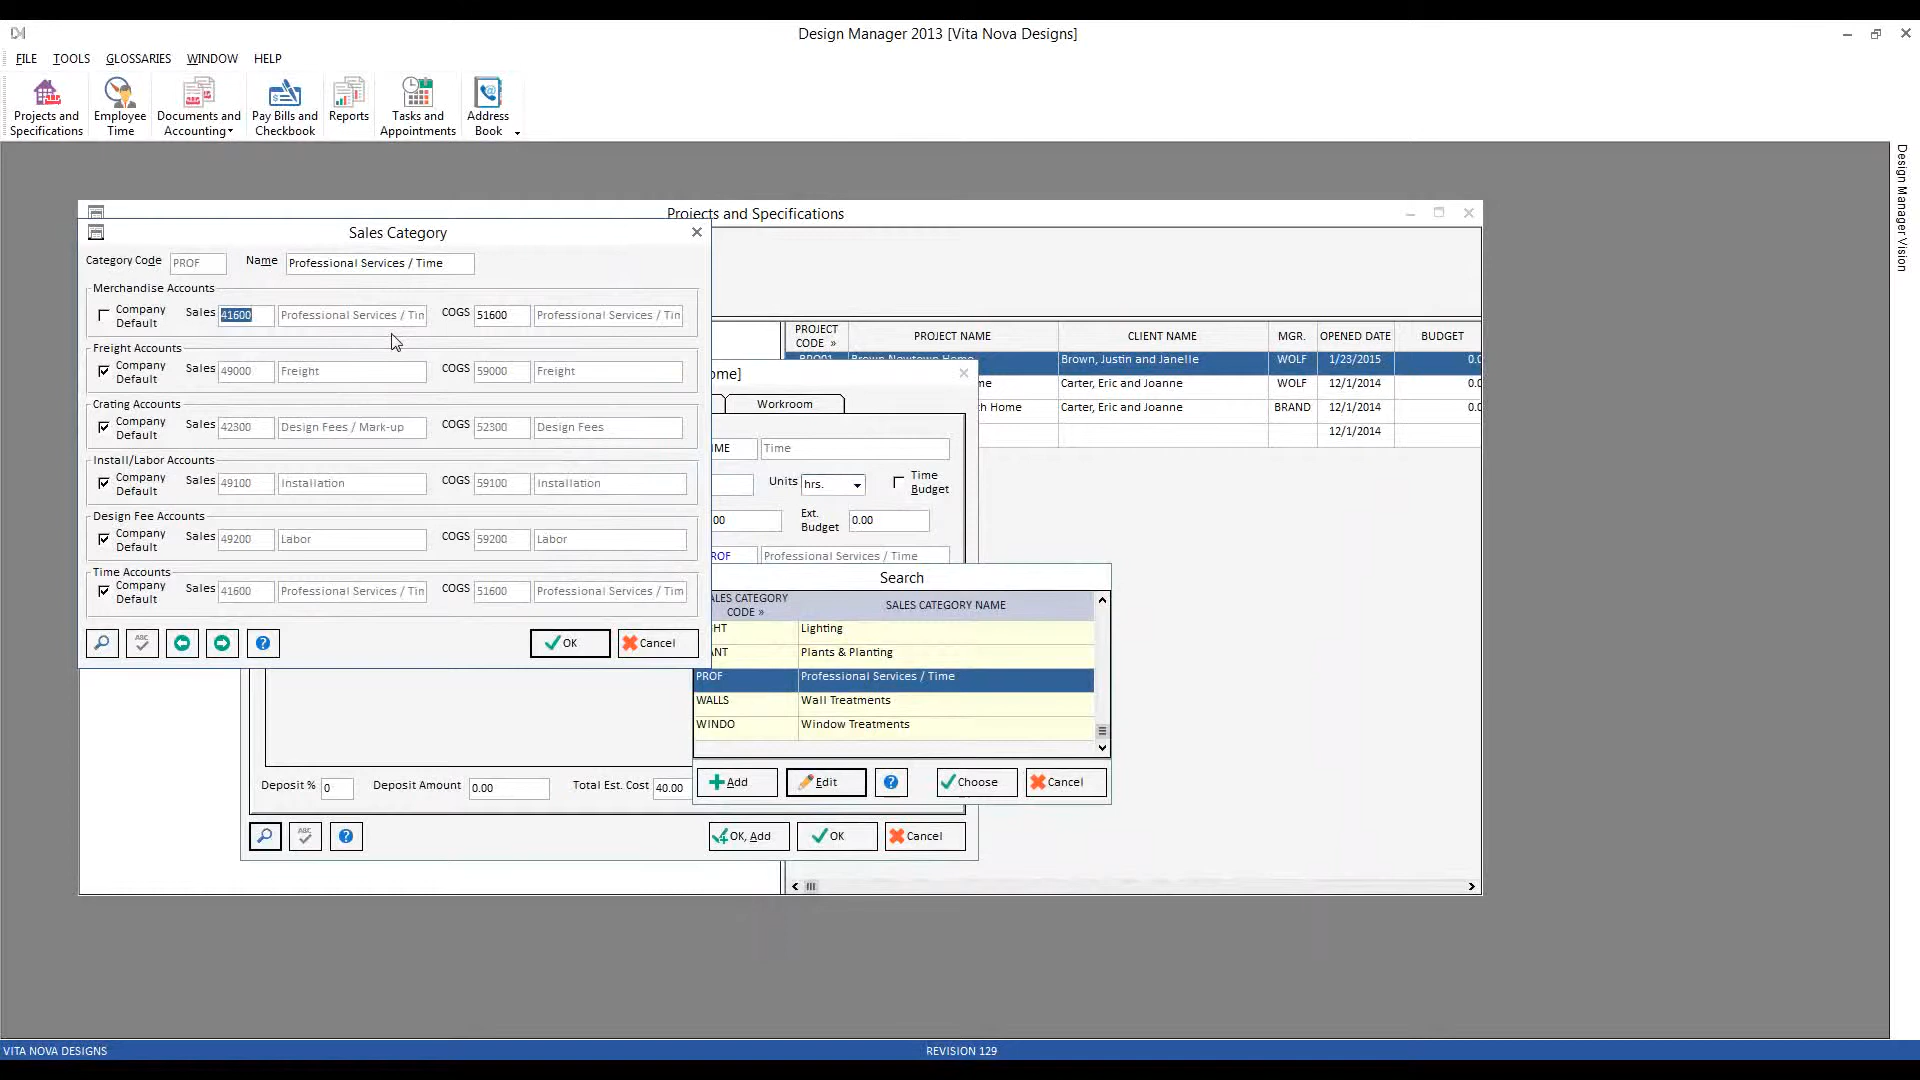 Design Manager 2013 [Vita Nova Designs]
FILE TOOLS GLOSSARIES WINDOW HELP
Projects and Specifications
Employee Time
Documents and Accounting
Pay Bills and Checkbook
Reports
Tasks and Appointments
Address Book
Design Manager Vision
Projects and Specifications
Sales Category
Category Code PROF Name Professional Services / Time
Merchandise Accounts
Company Default Sales 41600 Professional Services / Tin COGS 51600 Professional Services / Tin
Freight Accounts
Company Default Sales 49000 Freight COGS 59000 Freight
Crating Accounts
Company Default Sales 42300 Design Fees / Mark-up COGS 52300 Design Fees
Install/Labor Accounts
Company Default Sales 49100 Installation COGS 59100 Installation
Design Fee Accounts
Company Default Sales 49200 Labor COGS 59200 Labor
Time Accounts
Company Default Sales 41600 Professional Services / Tin COGS 51600 Professional Services / Tim
ABC OK Cancel
PROJECT CODE » PROJECT NAME CLIENT NAME MGR. OPENED DATE BUDGET
BRO01 Brown Newtown Home Brown, Justin and Janelle WOLF 1/23/2015 0.0
me Carter, Eric and Joanne WOLF 12/1/2014 0.0
h Home Carter, Eric and Joanne BRAND 12/1/2014 0.0
12/1/2014
ome]
Workroom
IME Time
Units hrs. Time Budget
00 Ext. Budget 0.00
ROF Professional Services / Time
Search
ALES CATEGORY CODE » SALES CATEGORY NAME
HT Lighting
ANT Plants & Planting
PROF Professional Services / Time
WALLS Wall Treatments
WINDO Window Treatments
Add Edit Choose Cancel
Deposit % 0 Deposit Amount 0.00 Total Est. Cost 40.00
ABC OK, Add OK Cancel
VITA NOVA DESIGNS REVISION 129